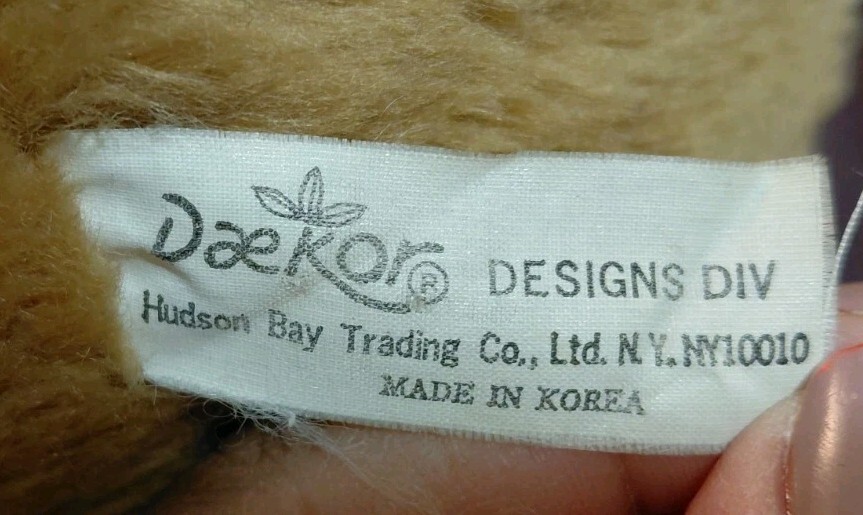 Dækor® DESIGNS DIV
Hudson Bay Trading Co., Ltd. N.Y. NY10010
MADE IN KOREA